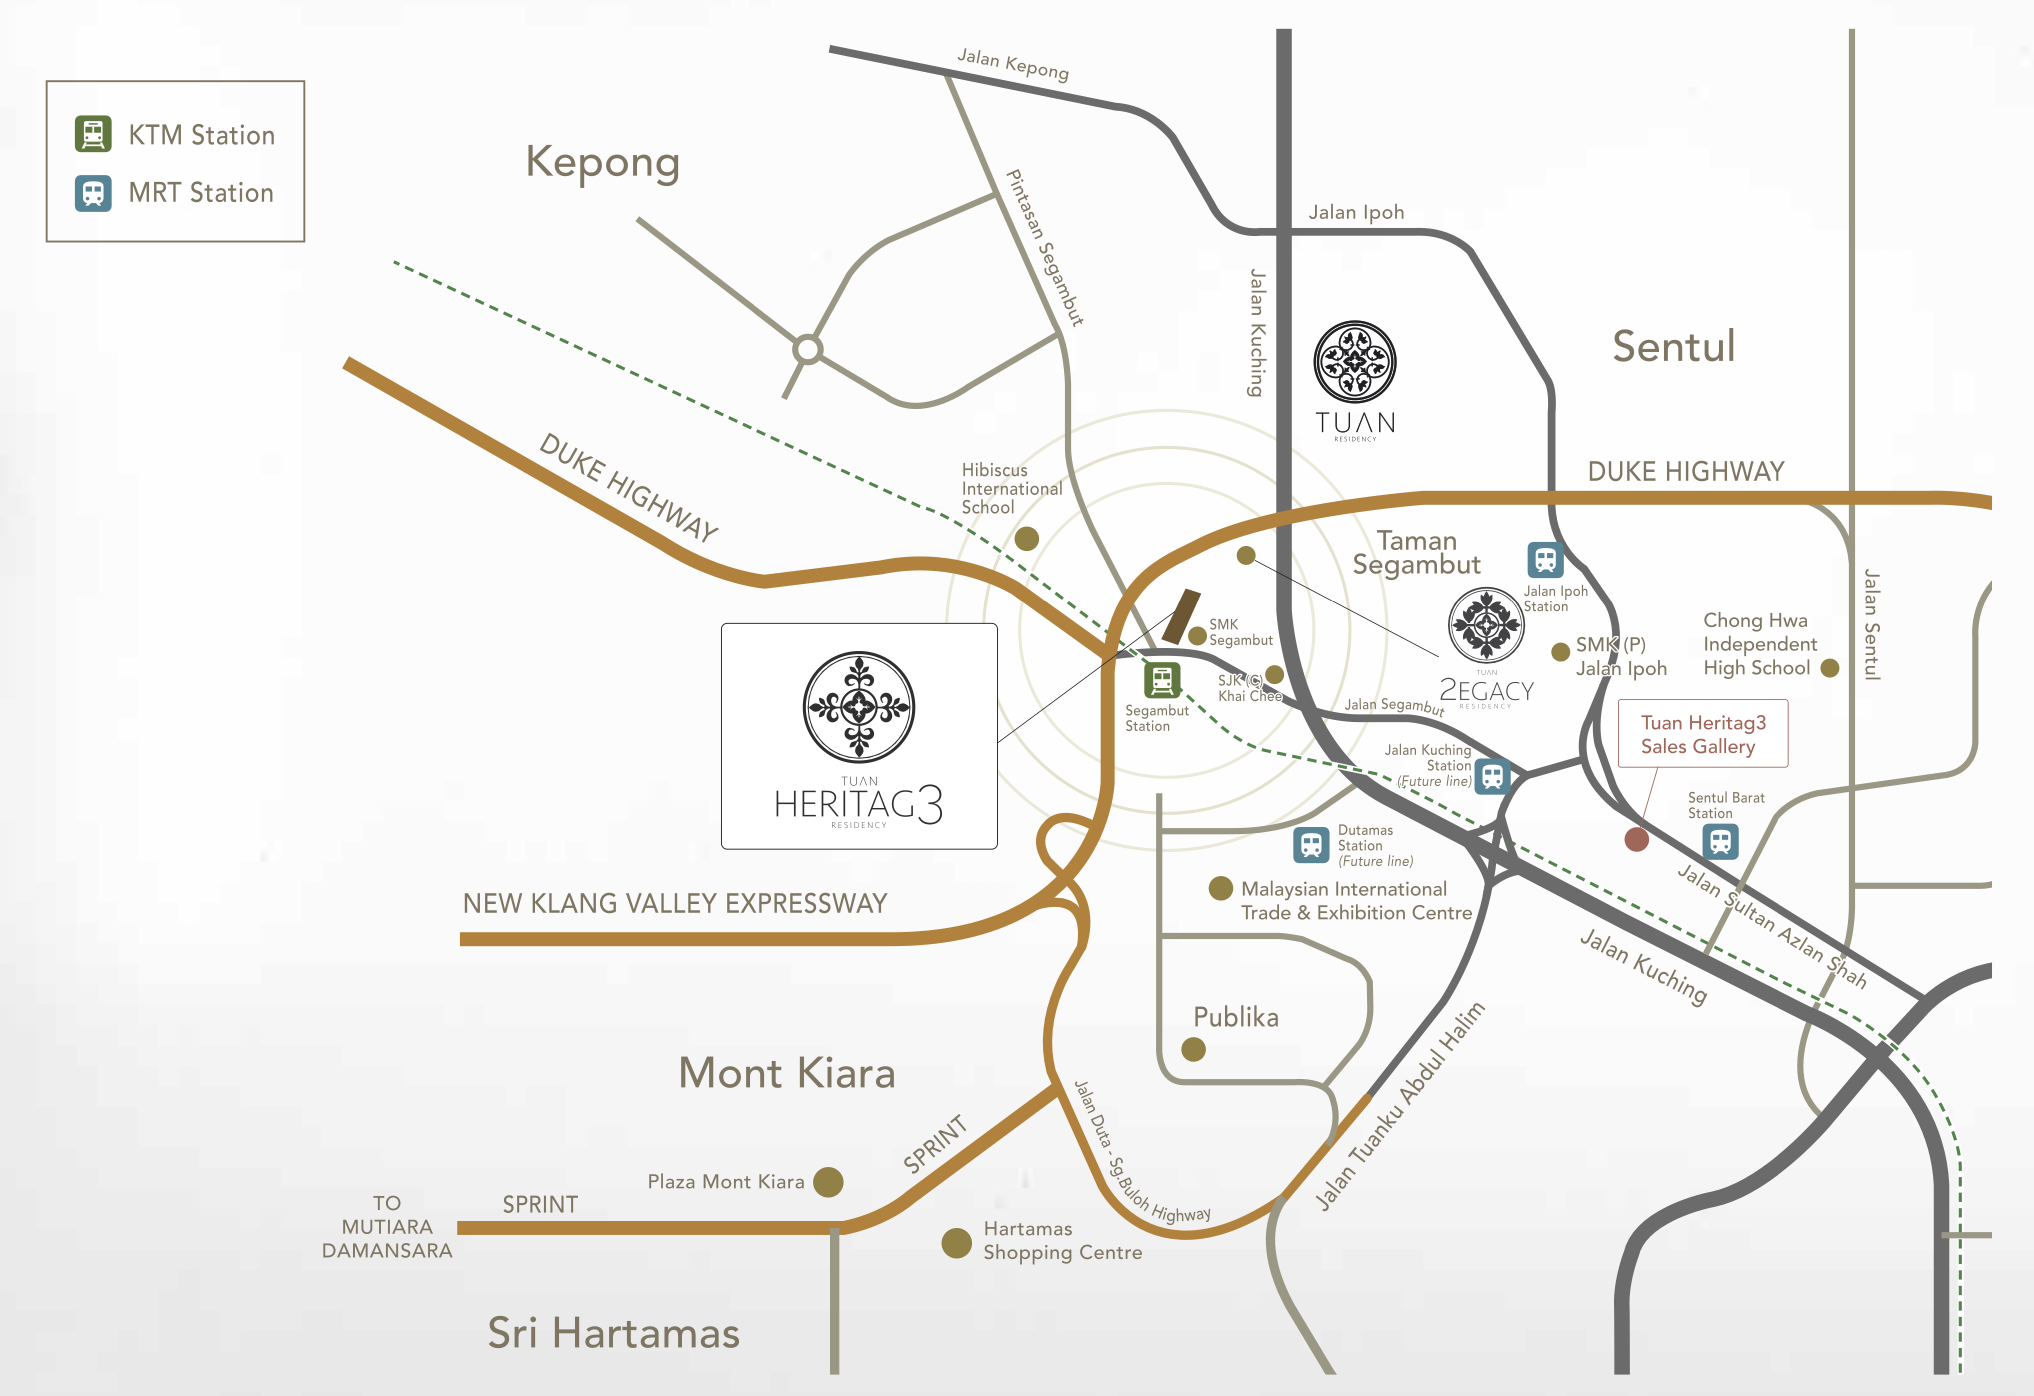 KTM Station
MRT Station
Kepong
Jalan Kepong
Pintasan Segambut
Jalan Ipoh
Jalan Kuching
TUAN
RESIDENCY
Sentul
DUKE HIGHWAY
DUKE HIGHWAY
Hibiscus
International
School
Taman
Segambut
Jalan Ipoh
Station
SMK
Segambut
SJK (C)
Khai Chee
Segambut
Station
TUAN
2EGACY
RESIDENCY
SMK (P)
Jalan Ipoh
Chong Hwa
Independent
High School
Jalan Sentul
Tuan Heritag3
Sales Gallery
Jalan Segambut
Jalan Kuching
Station
(Future line)
TUAN
HERITAG3
RESIDENCY
Sentul Barat
Station
Dutamas
Station
(Future line)
Malaysian International
Trade & Exhibition Centre
NEW KLANG VALLEY EXPRESSWAY
Jalan Sultan Azlan Shah
Jalan Kuching
Publika
Mont Kiara
Jalan Duta - Sg.Buloh Highway
Jalan Tuanku Abdul Halim
SPRINT
Plaza Mont Kiara
SPRINT
TO
MUTIARA
DAMANSARA
Hartamas
Shopping Centre
Sri Hartamas